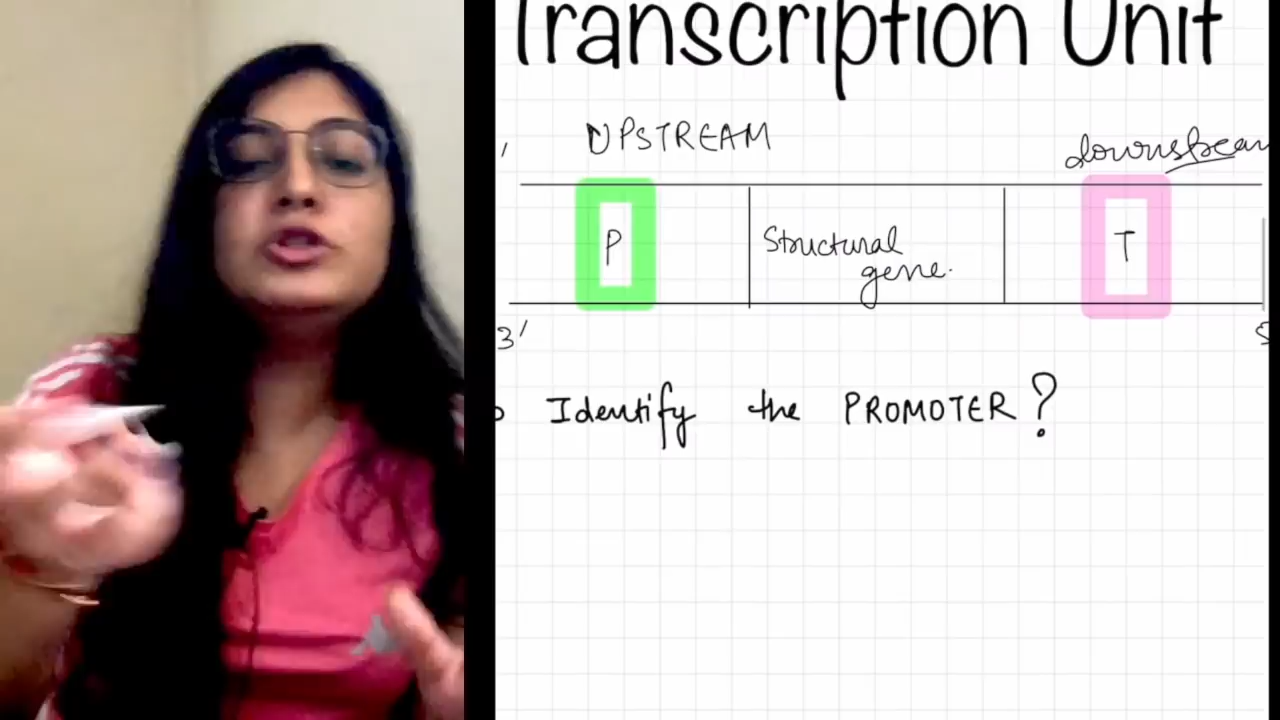 Transcription Unit
UPSTREAM
downstream
P
Structural
gene.
T
3'
Identify the PROMOTER?